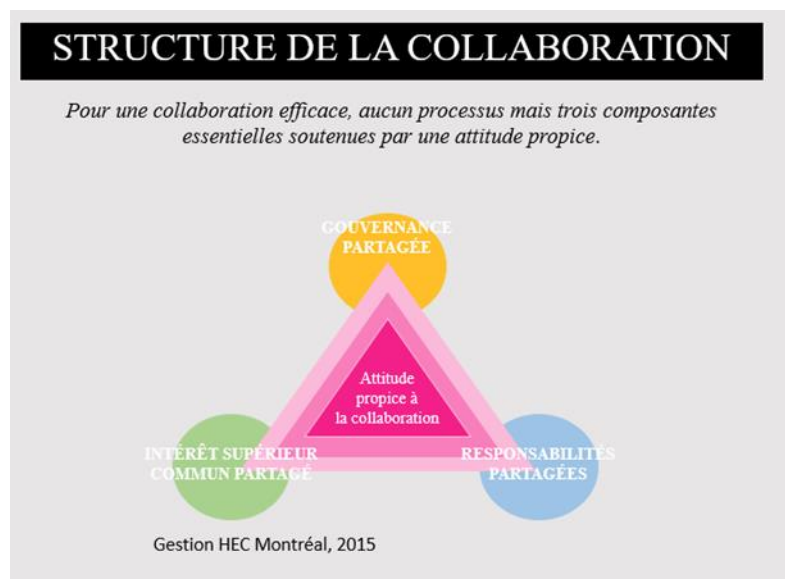 STRUCTURE DE LA COLLABORATION
Pour une collaboration efficace, aucun processus mais trois composantes
essentielles soutenues par une attitude propice.
GOUVERNANCE
PARTAGÉE
Attitude
propice à
la collaboration
INTÉRÊT SUPÉRIEUR
COMMUN PARTAGÉ
RESPONSABILITÉS
PARTAGÉES
Gestion HEC Montréal, 2015